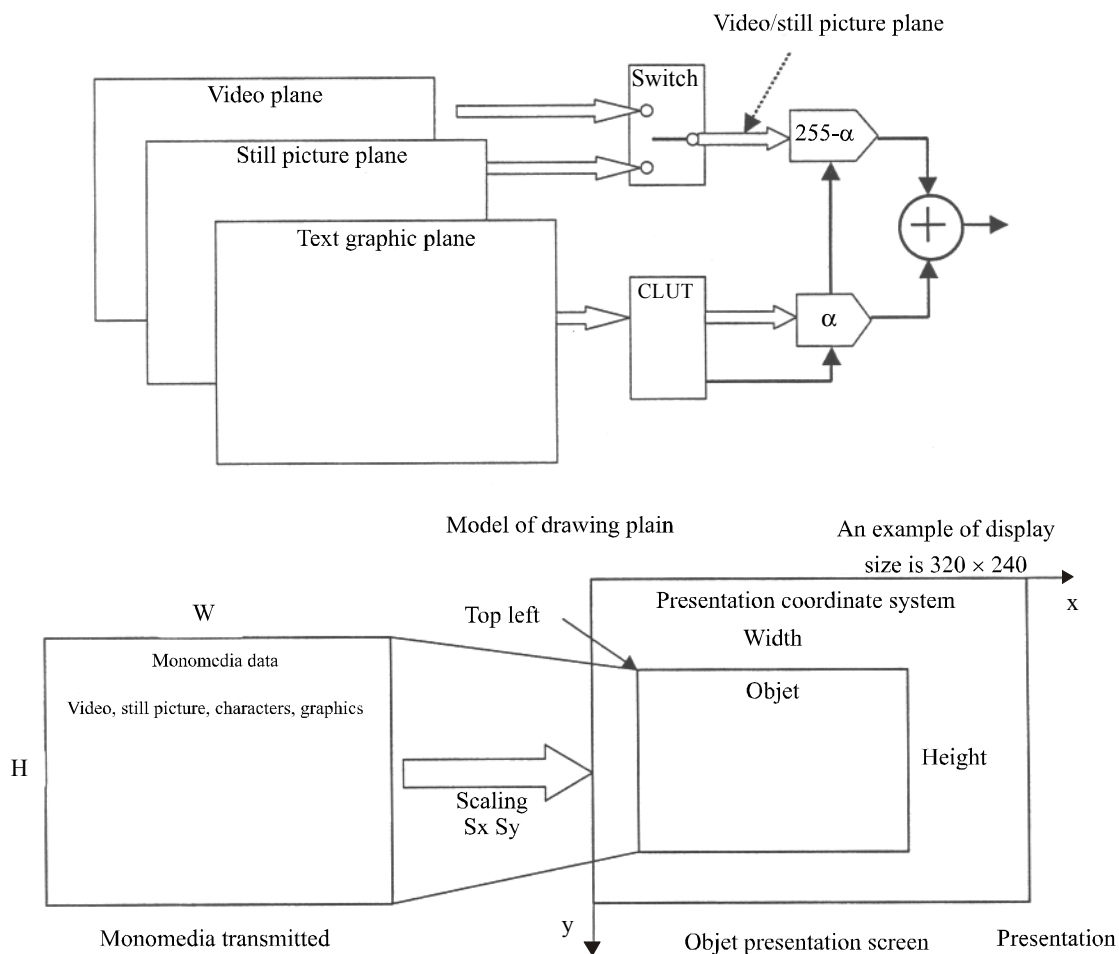 Video/still picture plane
Video plane
Switch
Still picture plane
255-α
Text graphic plane
CLUT
α
Model of drawing plain
An example of display
size is 320 × 240
x
W
Top left
Presentation coordinate system
Width
Monomedia data
Video, still picture, characters, graphics
Objet
H
Height
Scaling
Sx Sy
y
Monomedia transmitted
Objet presentation screen
Presentation